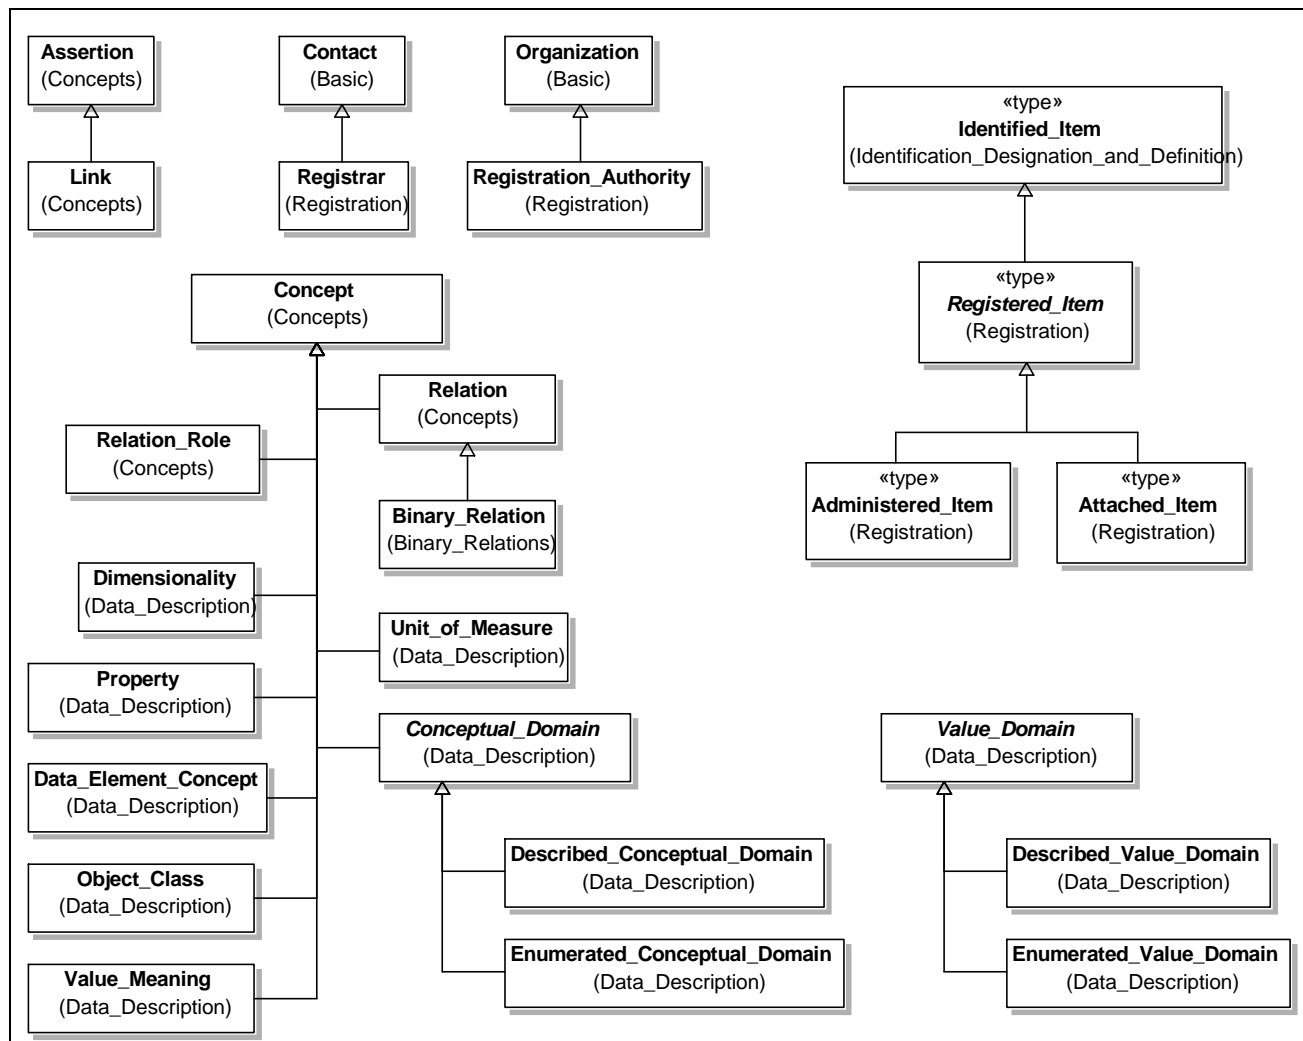 Assertion
(Concepts)
Contact
(Basic)
Organization
(Basic)
«type»
Identified_Item
(Identification_Designation_and_Definition)
Link
(Concepts)
Registrar
(Registration)
Registration_Authority
(Registration)
«type»
Registered_Item
(Registration)
Concept
(Concepts)
Relation
(Concepts)
Relation_Role
(Concepts)
«type»
Administered_Item
(Registration)
«type»
Attached_Item
(Registration)
Binary_Relation
(Binary_Relations)
Dimensionality
(Data_Description)
Unit_of_Measure
(Data_Description)
Property
(Data_Description)
Conceptual_Domain
(Data_Description)
Value_Domain
(Data_Description)
Data_Element_Concept
(Data_Description)
Described_Conceptual_Domain
(Data_Description)
Described_Value_Domain
(Data_Description)
Object_Class
(Data_Description)
Enumerated_Conceptual_Domain
(Data_Description)
Enumerated_Value_Domain
(Data_Description)
Value_Meaning
(Data_Description)